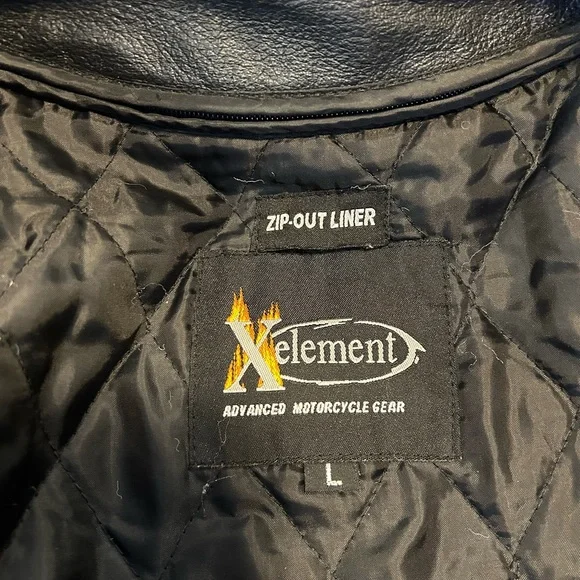 ZIP-OUT LINER
Xelement
ADVANCED MOTORCYCLE GEAR
L